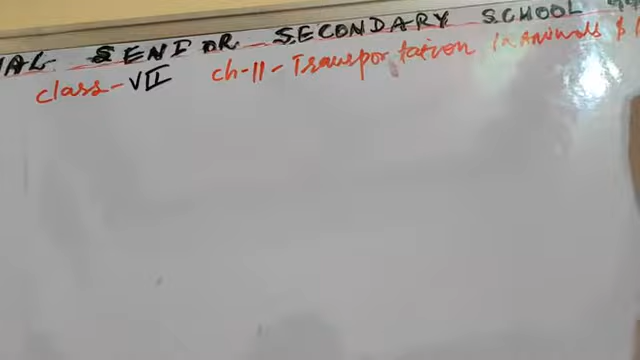 SENIOR SECONDARY SCHOOL
class-VII ch-11-Transportation in Animals &